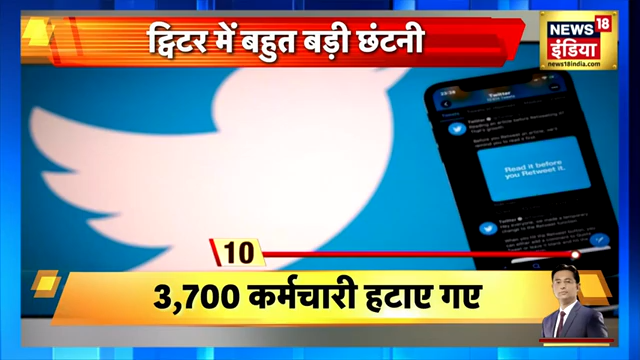 ट्विटर में बहुत बड़ी छंटनी
NEWS 18
इंडिया
news18india.com
Twitter
Read it before
you Retweet it.
10
3,700 कर्मचारी हटाए गए